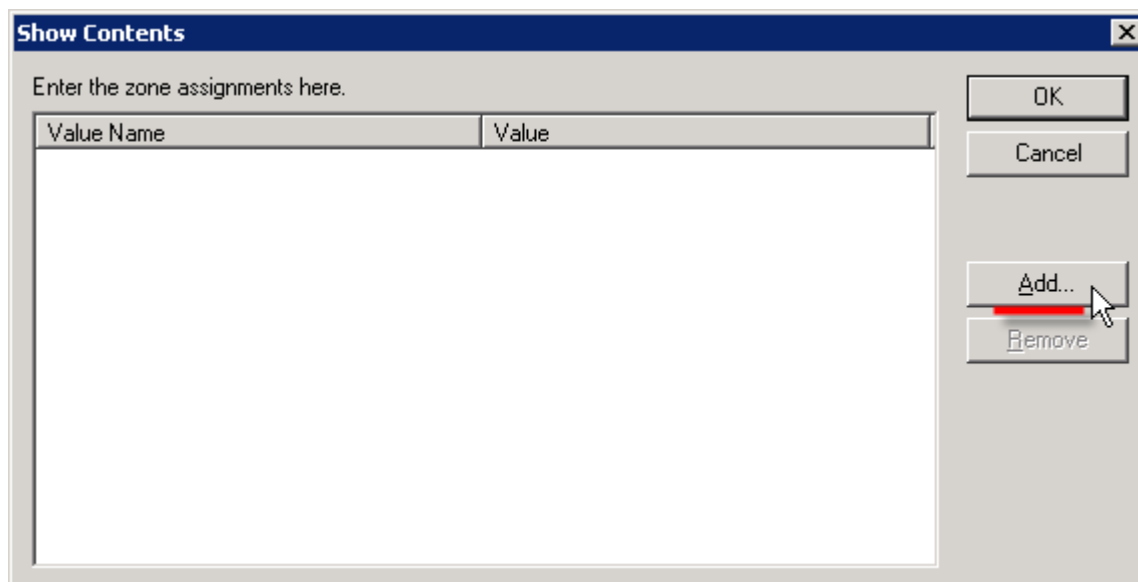 Show Contents
Enter the zone assignments here.
OK
Value Name Value
Cancel
Add...
Remove